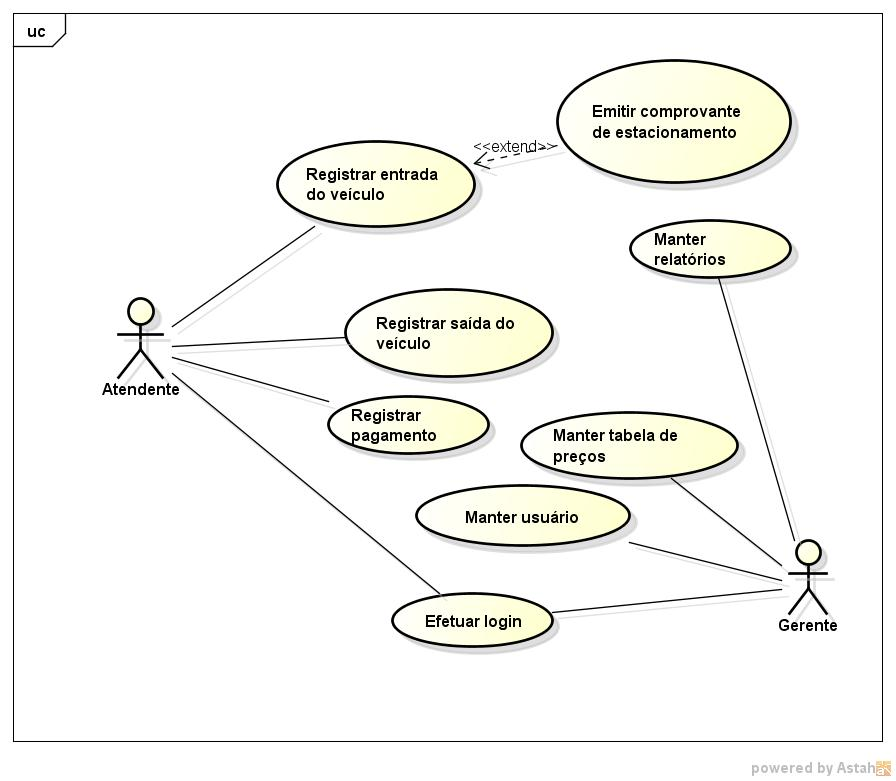 uc
Emitir comprovante
de estacionamento
<<extend>>
Registrar entrada
do veículo
Manter
relatórios
Registrar saída do
veículo
Atendente
Registrar
pagamento
Manter tabela de
preços
Manter usuário
Efetuar login
Gerente
powered by Astah